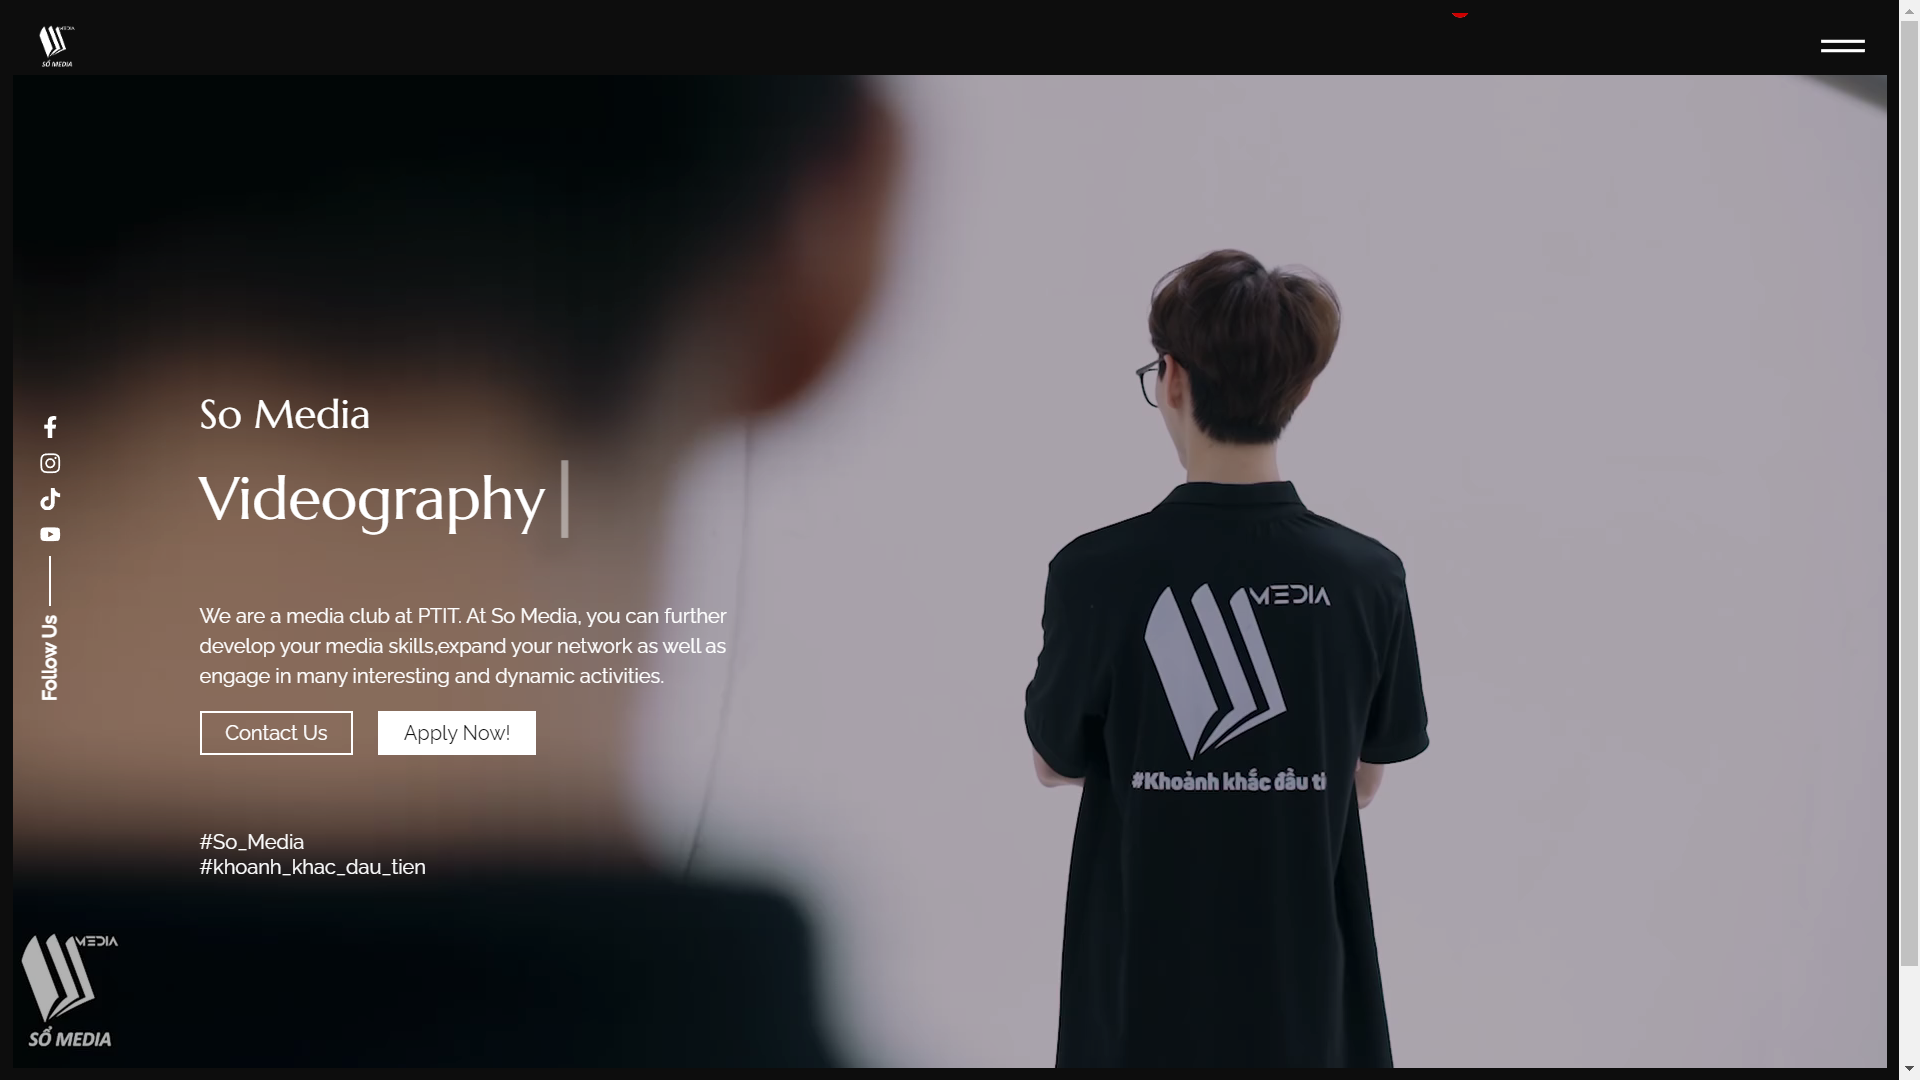 MEDIA
SỔ MEDIA
So Media
Videography
We are a media club at PTIT. At So Media, you can further
develop your media skills,expand your network as well as
engage in many interesting and dynamic activities.
Contact Us
Apply Now!
#So_Media
#khoanh_khac_dau_tien
Follow Us
MEDIA
#Khoảnh khắc đầu ti
MEDIA
SỔ MEDIA